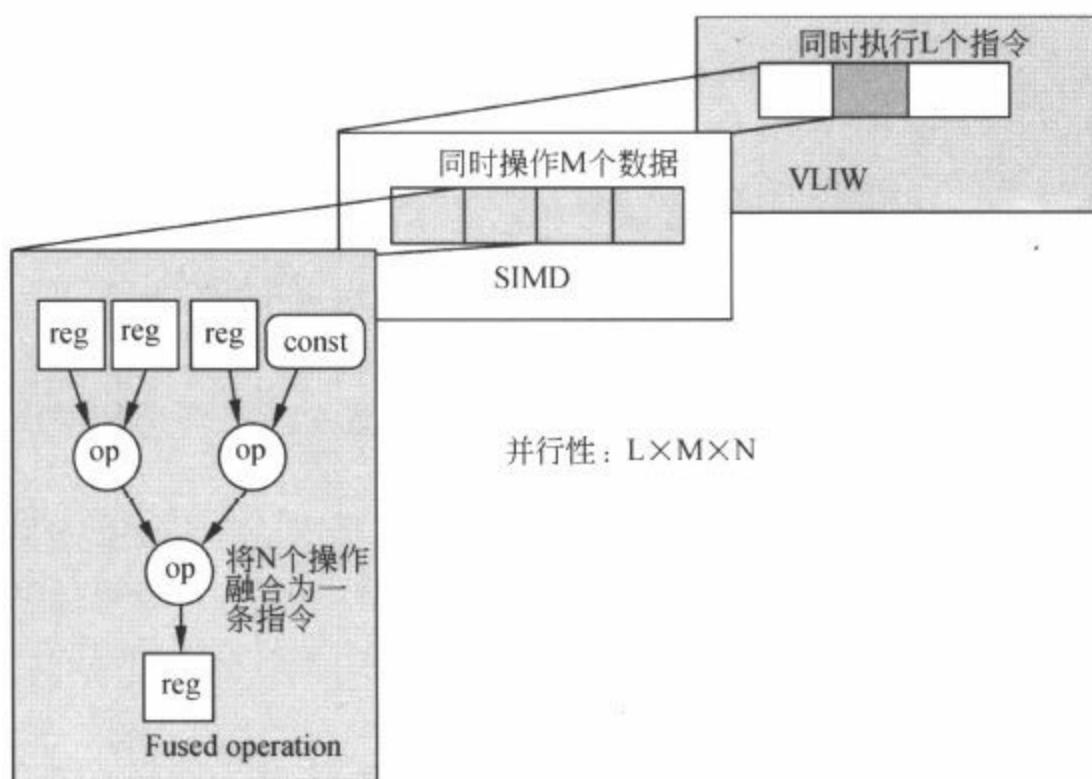 同时执行L个指令
VLIW
同时操作M个数据
SIMD
reg
reg
reg
const
op
op
op
将N个操作
融合为一
条指令
reg
Fused operation
并行性：L×M×N